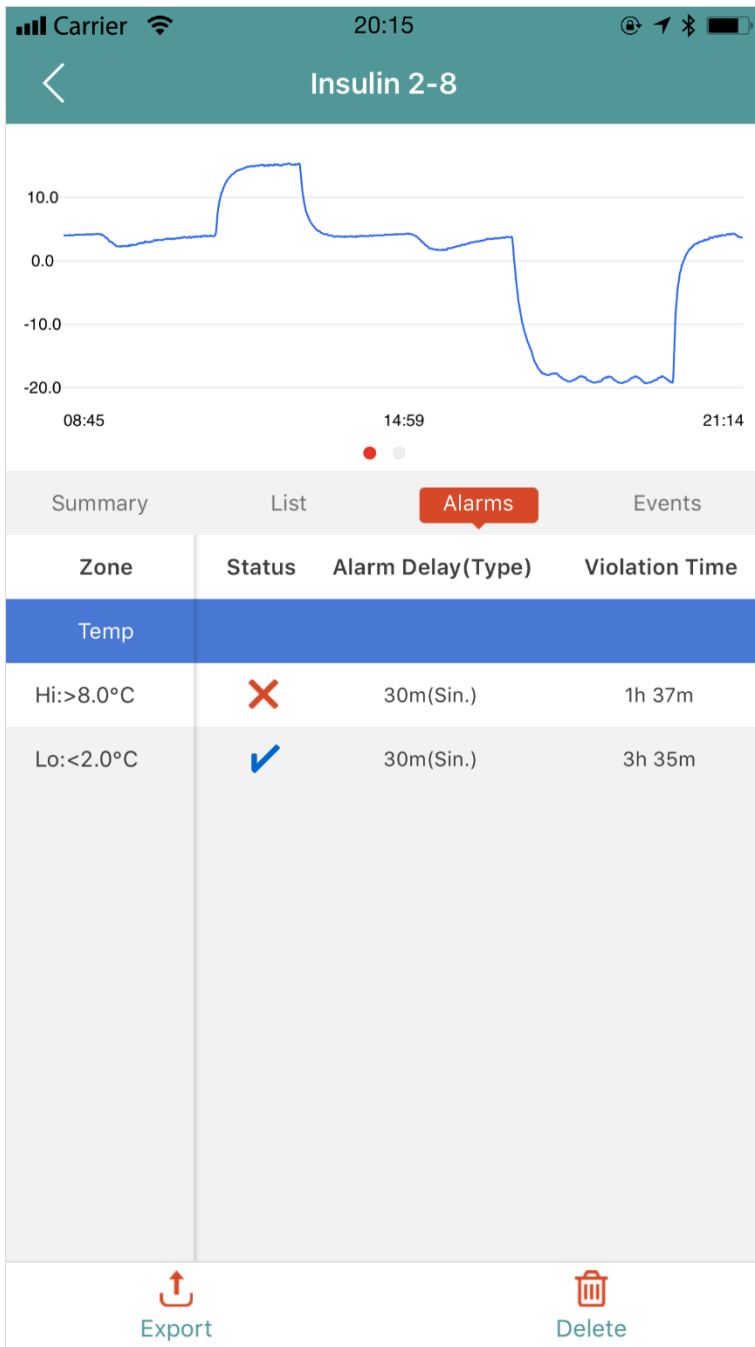 Carrier 20:15
Insulin 2-8
10.0
0.0
-10.0
-20.0
08:45 14:59 21:14
Summary List Alarms Events
Zone Status Alarm Delay(Type) Violation Time
Temp
Hi:>8.0°C 30m(Sin.) 1h 37m
Lo:<2.0°C 30m(Sin.) 3h 35m
Export Delete